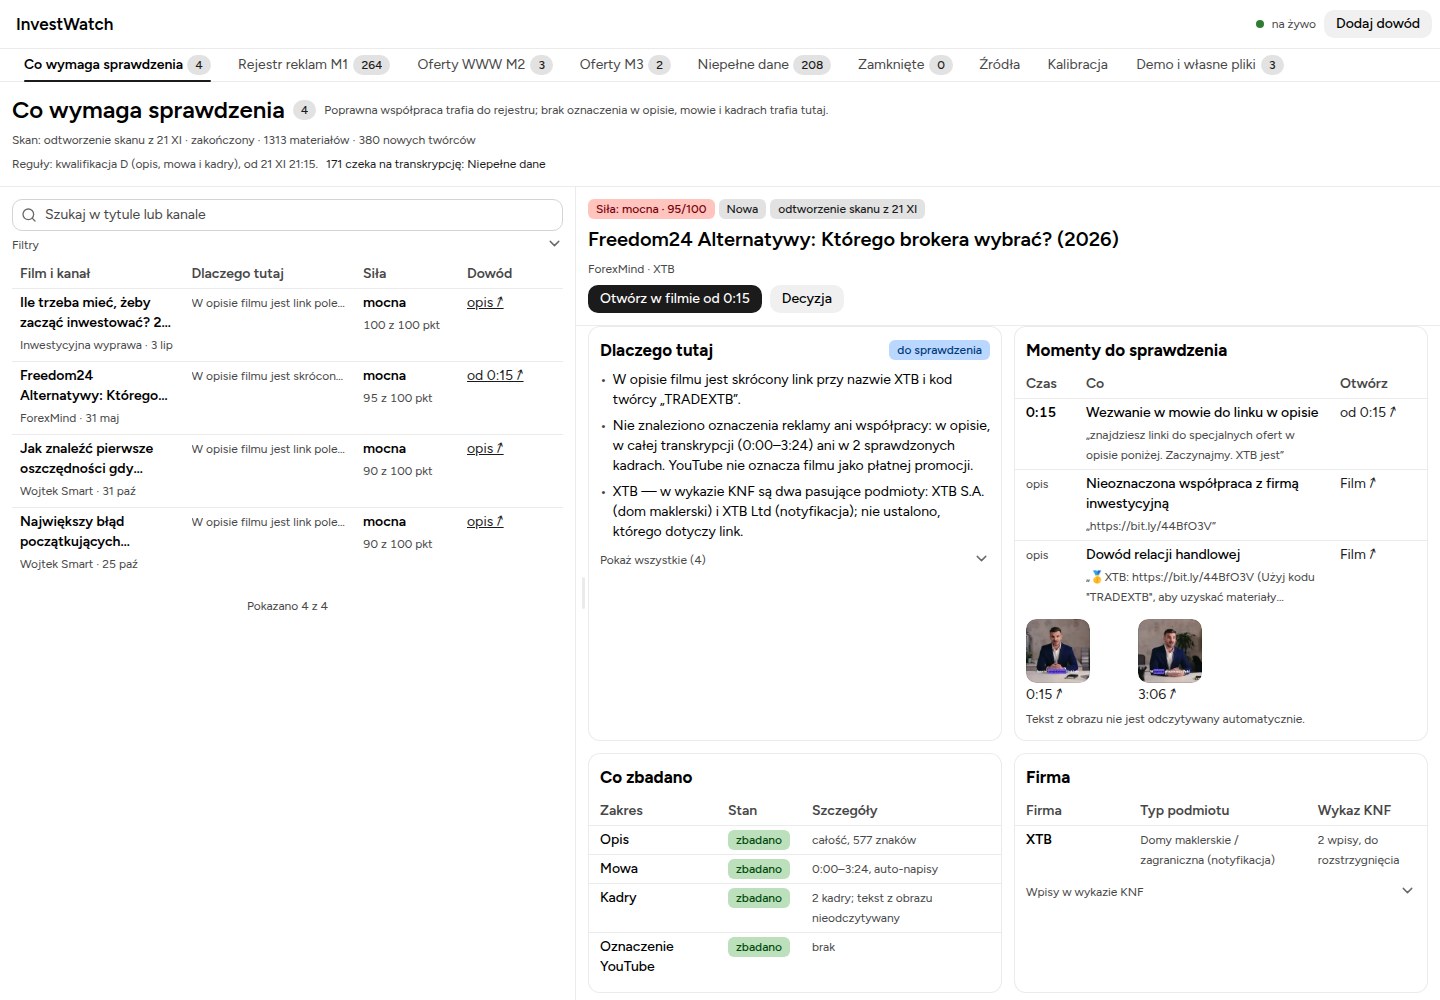 InvestWatch
na żywo
Dodaj dowód
Co wymaga sprawdzenia 4
Rejestr reklam M1 264
Oferty WWW M2 3
Oferty M3 2
Niepełne dane 208
Zamknięte 0
Źródła
Kalibracja
Demo i własne pliki 3
Co wymaga sprawdzenia 4 Poprawna współpraca trafia do rejestru; brak oznaczenia w opisie, mowie i kadrach trafia tutaj.
Skan: odtworzenie skanu z 21 XI · zakończony · 1313 materiałów · 380 nowych twórców
Reguły: kwalifikacja D (opis, mowa i kadry), od 21 XI 21:15. 171 czeka na transkrypcję: Niepełne dane
Szukaj w tytule lub kanale
Filtry
Film i kanał Dlaczego tutaj Siła Dowód
Ile trzeba mieć, żeby W opisie filmu jest link pole... mocna opis ↗
zacząć inwestować? 2... 100 z 100 pkt
Inwestycyjna wyprawa · 3 lip
Freedom24 W opisie filmu jest skrócon... mocna od 0:15 ↗
Alternatywy: Którego... 95 z 100 pkt
ForexMind · 31 maj
Jak znaleźć pierwsze W opisie filmu jest link pole... mocna opis ↗
oszczędności gdy... 90 z 100 pkt
Wojtek Smart · 31 paź
Największy błąd W opisie filmu jest link pole... mocna opis ↗
początkujących... 90 z 100 pkt
Wojtek Smart · 25 paź
Pokazano 4 z 4
Siła: mocna · 95/100 Nowa odtworzenie skanu z 21 XI
Freedom24 Alternatywy: Którego brokera wybrać? (2026)
ForexMind · XTB
Otwórz w filmie od 0:15 Decyzja
Dlaczego tutaj do sprawdzenia
• W opisie filmu jest skrócony link przy nazwie XTB i kod
twórcy „TRADEXTB”.
• Nie znaleziono oznaczenia reklamy ani współpracy: w opisie,
w całej transkrypcji (0:00–3:24) ani w 2 sprawdzonych
kadrach. YouTube nie oznacza filmu jako płatnej promocji.
• XTB — w wykazie KNF są dwa pasujące podmioty: XTB S.A.
(dom maklerski) i XTB Ltd (notyfikacja); nie ustalono,
którego dotyczy link.
Pokaż wszystkie (4)
Momenty do sprawdzenia
Czas Co Otwórz
0:15 Wezwanie w mowie do linku w opisie od 0:15 ↗
„znajdziesz linki do specjalnych ofert w
opisie poniżej. Zaczynajmy. XTB jest”
opis Nieoznaczona współpraca z firmą Film ↗
inwestycyjną
„https://bit.ly/44BfO3V”
opis Dowód relacji handlowej Film ↗
„🥇XTB: https://bit.ly/44BfO3V (Użyj kodu
"TRADEXTB", aby uzyskać materiały...
0:15 ↗ 3:06 ↗
Tekst z obrazu nie jest odczytywany automatycznie.
Co zbadano
Zakres Stan Szczegóły
Opis zbadano całość, 577 znaków
Mowa zbadano 0:00–3:24, auto-napisy
Kadry zbadano 2 kadry; tekst z obrazu
nieodczytywany
Oznaczenie zbadano brak
YouTube
Firma
Firma Typ podmiotu Wykaz KNF
XTB Domy maklerskie / 2 wpisy, do
zagraniczna (notyfikacja) rozstrzygnięcia
Wpisy w wykazie KNF